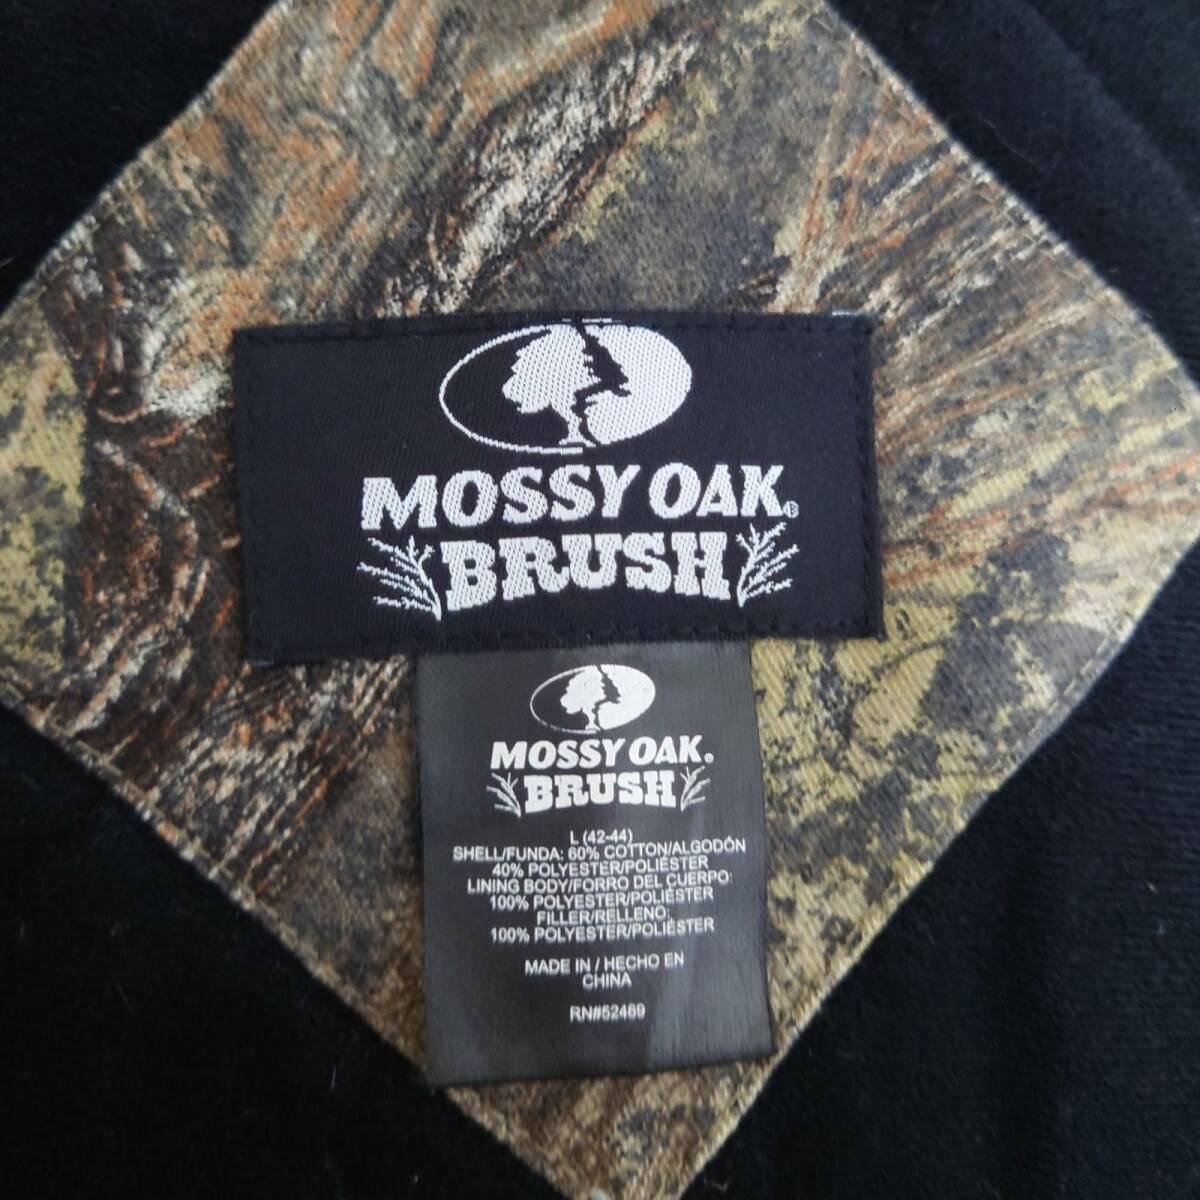 MOSSY OAK®
BRUSH
MOSSY OAK®
BRUSH
L (42-44)
SHELL/FUNDA: 60% COTTON/ALGODÓN
40% POLYESTER/POLIÉSTER
LINING BODY/FORRO DEL CUERPO:
100% POLYESTER/POLIÉSTER
FILLER/RELLENO:
100% POLYESTER/POLIÉSTER
MADE IN / HECHO EN
CHINA
RN#52469